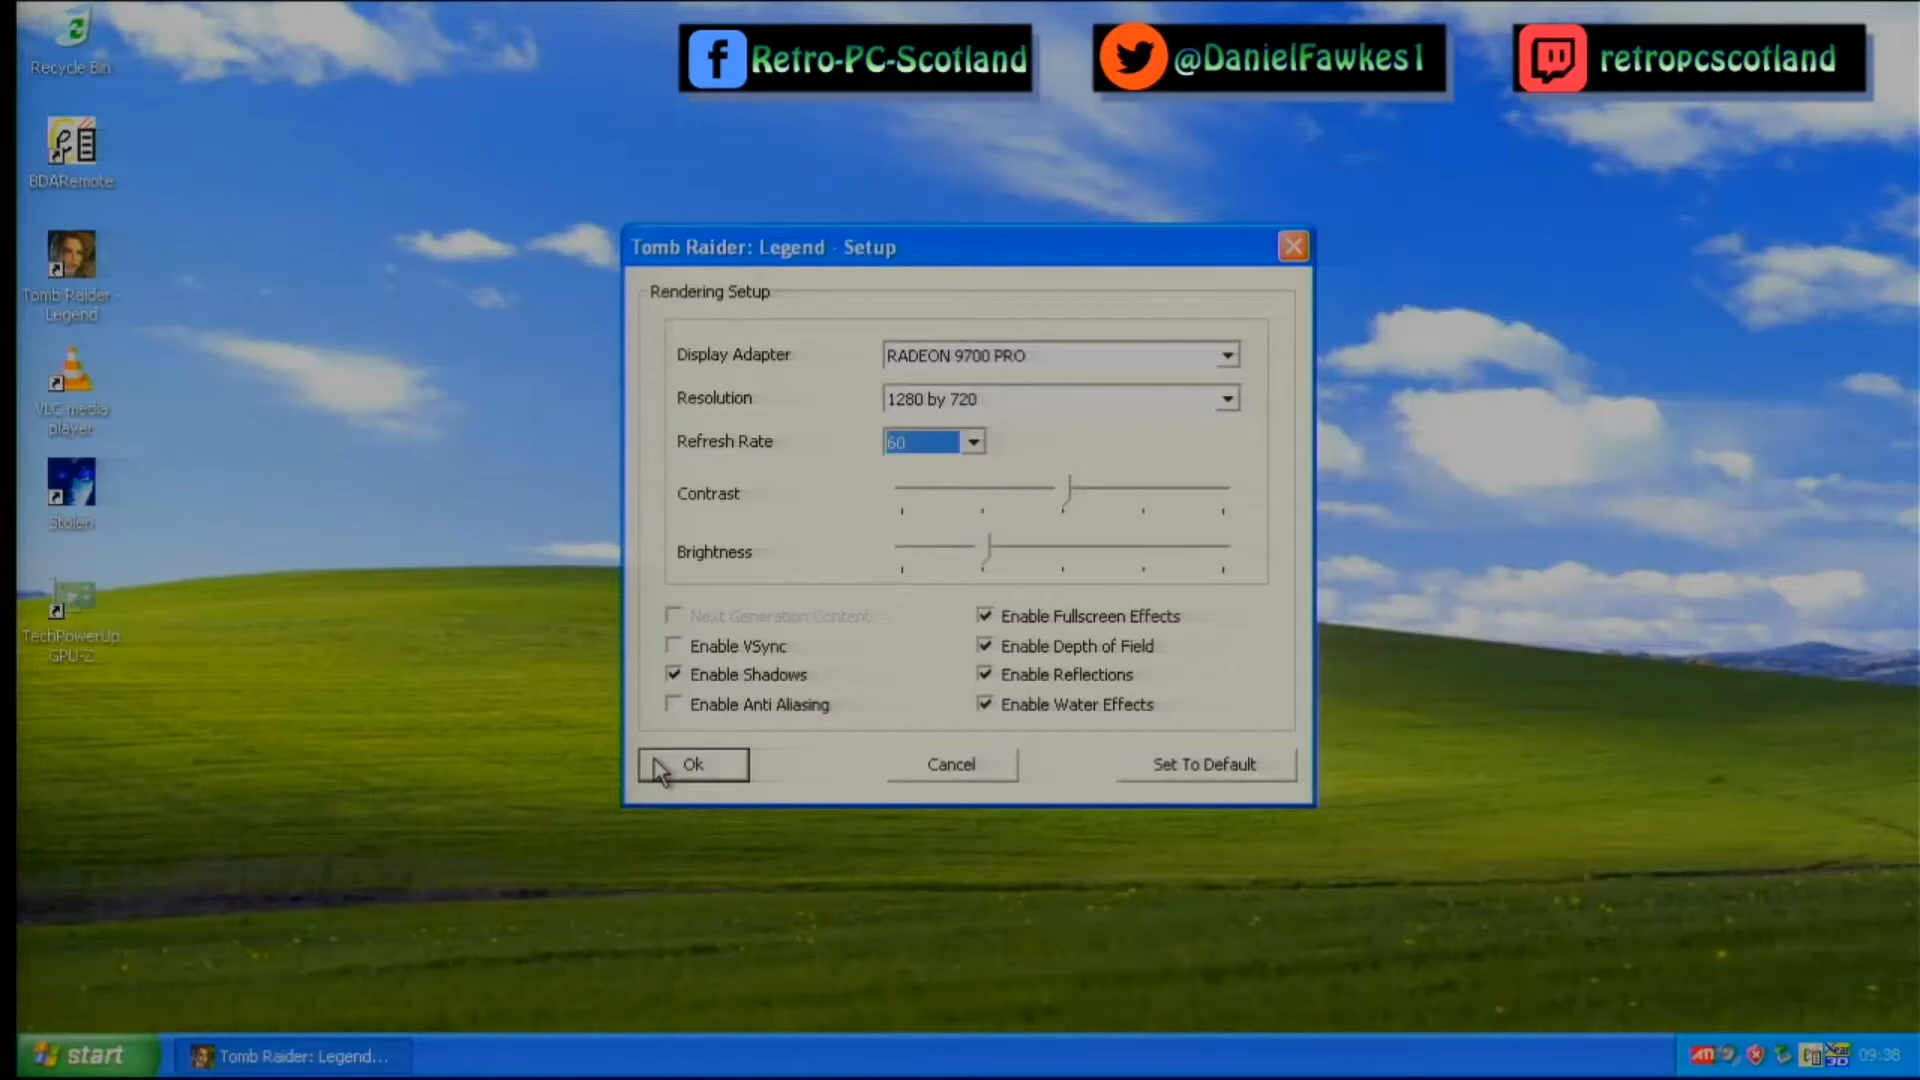 Recycle Bin
BDARemote
Tomb Raider -
Legend
VLC media
player
Stolen
TechPowerUp
GPU-Z
Retro-PC-Scotland
@DanielFawkes1
retropcscotland
Tomb Raider: Legend - Setup
Rendering Setup
Display Adapter
RADEON 9700 PRO
Resolution
1280 by 720
Refresh Rate
60
Contrast
Brightness
Next Generation Content
Enable Fullscreen Effects
Enable VSync
Enable Depth of Field
Enable Shadows
Enable Reflections
Enable Anti Aliasing
Enable Water Effects
Ok
Cancel
Set To Default
start
Tomb Raider: Legend...
ATI
3D
09:38